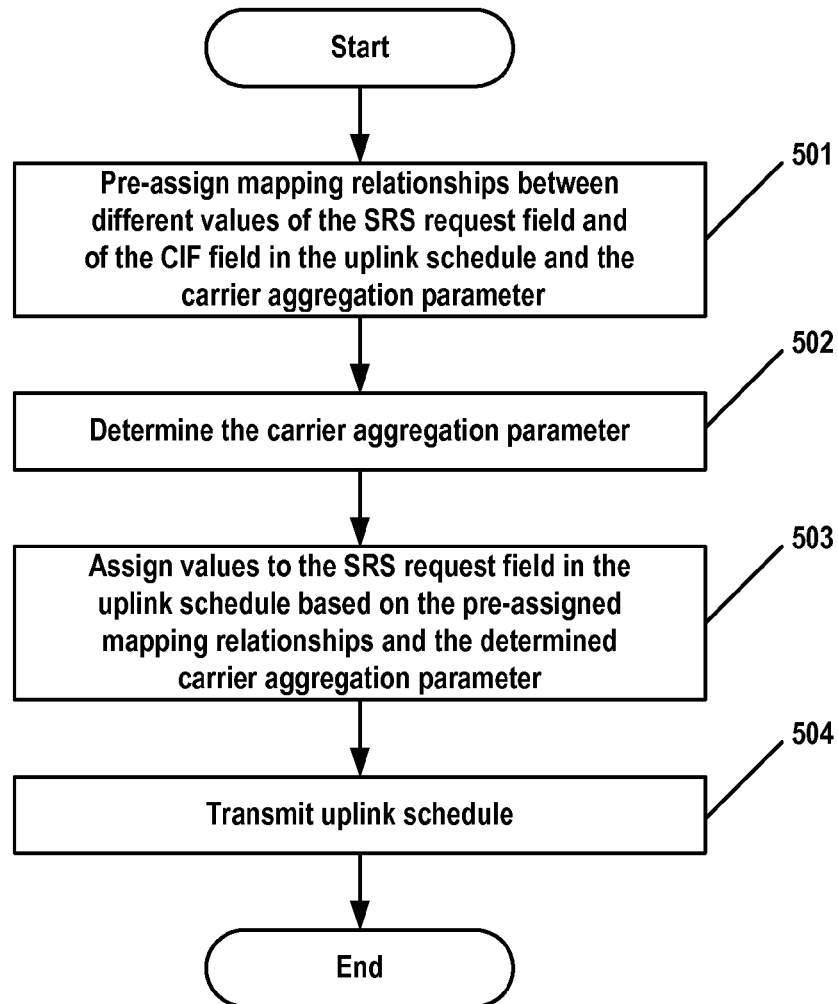 Start
501
Pre-assign mapping relationships between
different values of the SRS request field and
of the CIF field in the uplink schedule and the
carrier aggregation parameter
502
Determine the carrier aggregation parameter
503
Assign values to the SRS request field in the
uplink schedule based on the pre-assigned
mapping relationships and the determined
carrier aggregation parameter
504
Transmit uplink schedule
End